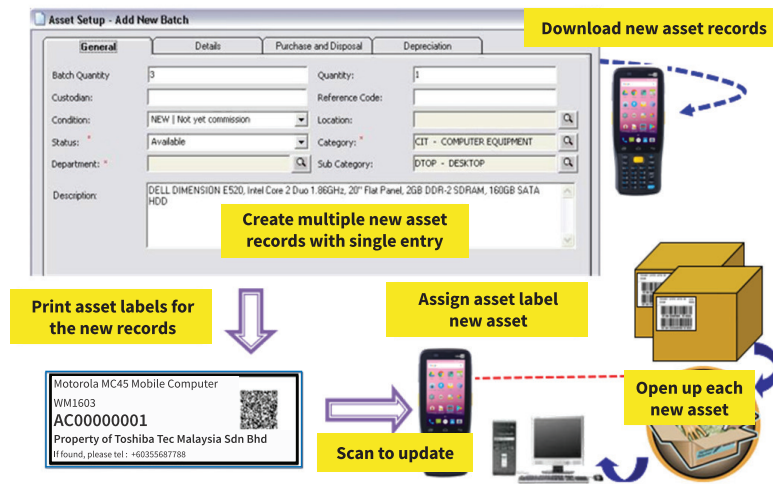 Asset Setup - Add New Batch
Download new asset records
General Details Purchase and Disposal Depreciation
Batch Quantity 3 Quantity: 1
Custodian: Reference Code:
Condition: NEW | Not yet commission Location:
Status: * Available Category: * CIT - COMPUTER EQUIPMENT
Department: * Sub Category: DTOP - DESKTOP
Description: DELL DIMENSION E520, Intel Core 2 Duo 1.86GHz, 20" Flat Panel, 2GB DDR-2 SDRAM, 160GB SATA
HDD
Create multiple new asset
records with single entry
Print asset labels for
the new records
Assign asset label
new asset
Motorola MC45 Mobile Computer
WM1603
AC00000001
Property of Toshiba Tec Malaysia Sdn Bhd
If found, please tel : +60355687788
Scan to update
Open up each
new asset